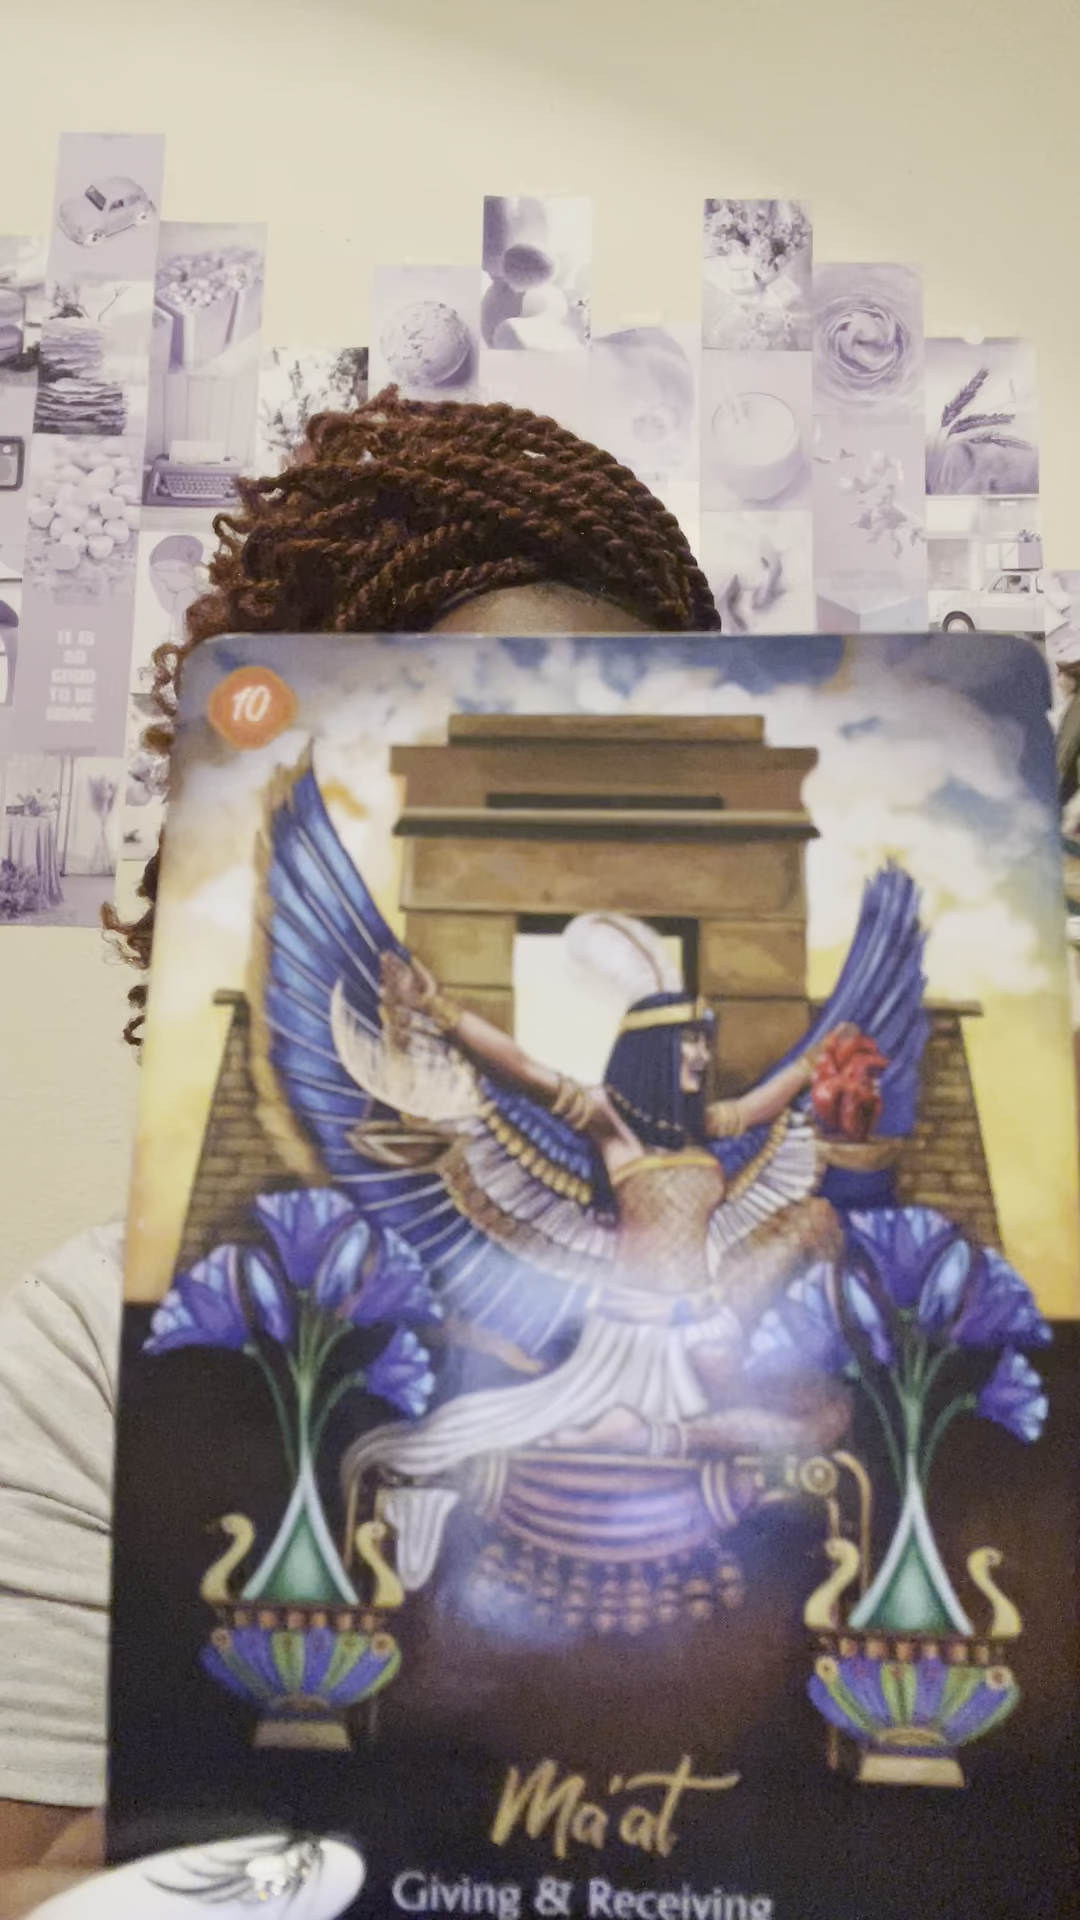 IT IS
SO
GOOD
TO BE
HOME
10
Ma'at
Giving & Receiving